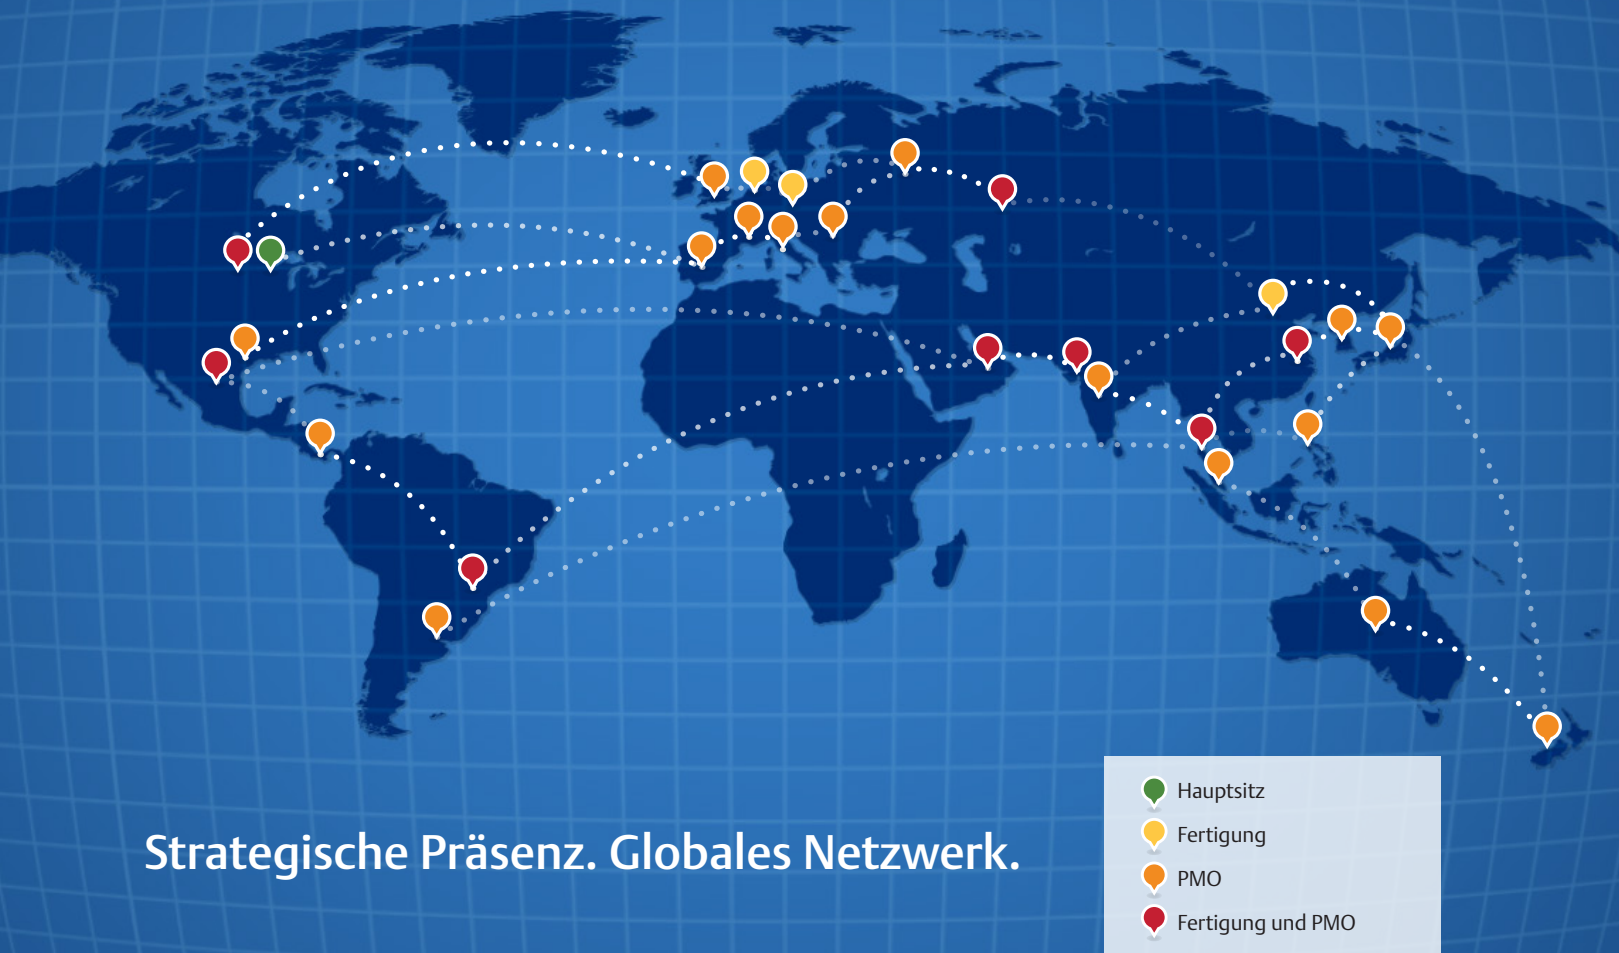 Strategische Präsenz. Globales Netzwerk.
Hauptsitz
Fertigung
PMO
Fertigung und PMO